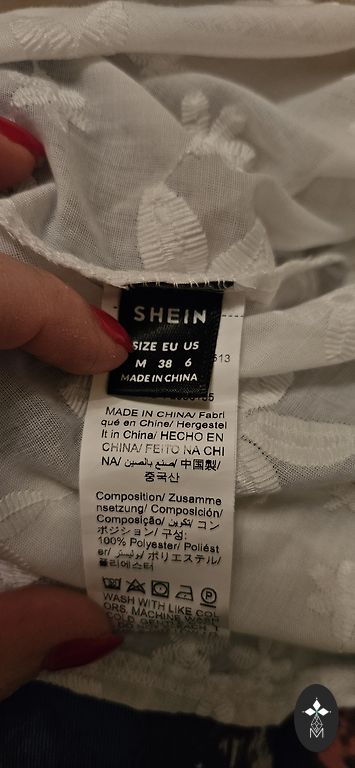 SHEIN
SIZE EU US
M 38 6
MADE IN CHINA
513
MADE IN CHINA/ Fabri
qué en Chine/ Hergestel
lt in China/ HECHO EN
CHINA/ FEITO NA CHI
NA/ صنع بالصين/ 中国製/
중국산
Composition/ Zusamme
nsetzung/ Composición/
Composição/ تكوين/ コン
ポジション/ 구성:
100% Polyester/ Poliést
er/ بوليستر/ ポリエステル/
폴리에스터
WASH WITH LIKE COL
ORS, MACHINE WASH
COLD
M